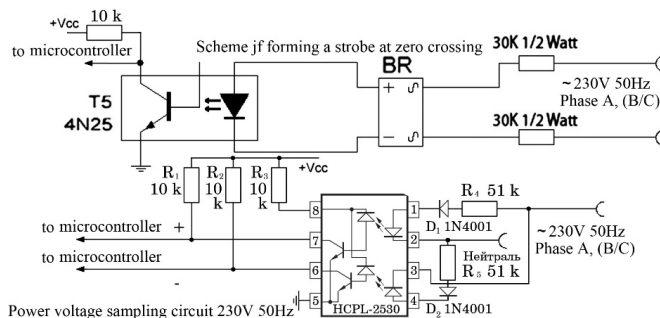 10 k
+Vcc
to microcontroller
Scheme jf forming a strobe at zero crossing
30K 1/2 Watt
BR
T5
4N25
+
-
~230V 50Hz
Phase A, (B/C)
30K 1/2 Watt
+Vcc
R1
10 k
R2
10 k
R3
10 k
R4 51 k
8
1
D1 1N4001
to microcontroller +
7
2
~230V 50Hz
Phase A, (B/C)
Нейтраль
to microcontroller
6
3
R5 51 k
-
5
4
D2 1N4001
HCPL-2530
Power voltage sampling circuit 230V 50Hz